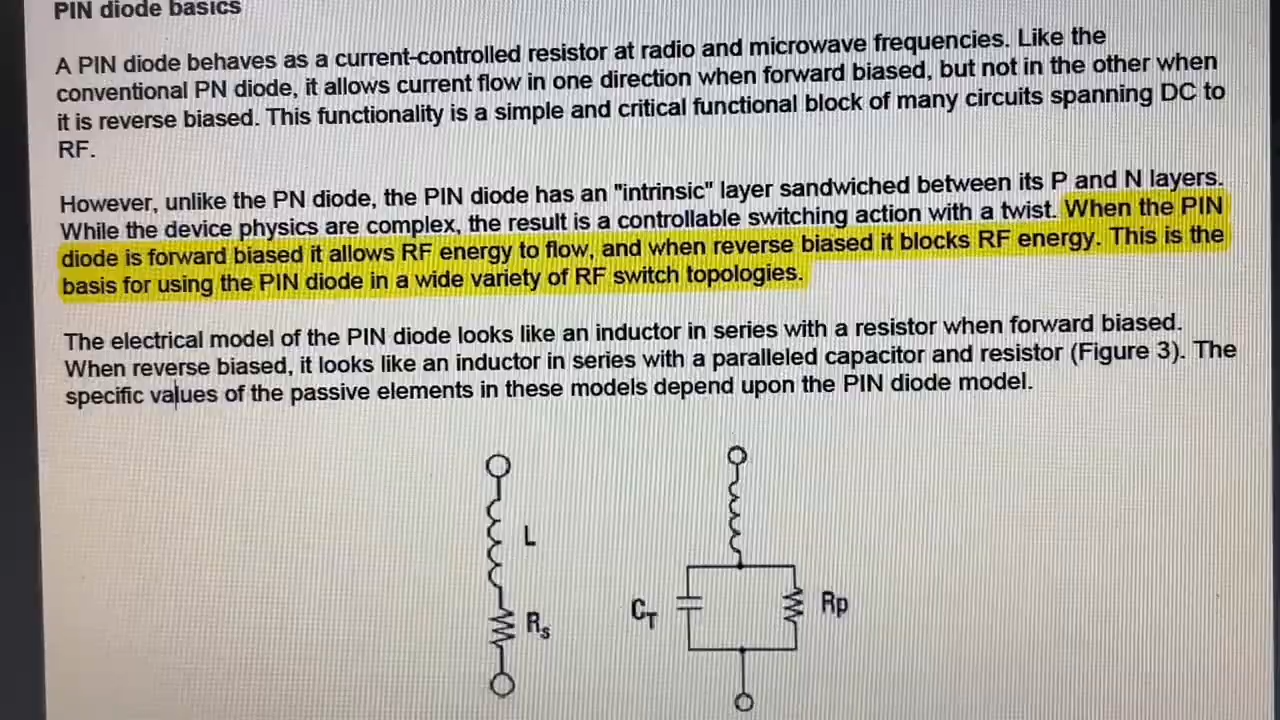 PIN diode basics
A PIN diode behaves as a current-controlled resistor at radio and microwave frequencies. Like the
conventional PN diode, it allows current flow in one direction when forward biased, but not in the other when
it is reverse biased. This functionality is a simple and critical functional block of many circuits spanning DC to
RF.
However, unlike the PN diode, the PIN diode has an "intrinsic" layer sandwiched between its P and N layers.
While the device physics are complex, the result is a controllable switching action with a twist. When the PIN
diode is forward biased it allows RF energy to flow, and when reverse biased it blocks RF energy. This is the
basis for using the PIN diode in a wide variety of RF switch topologies.
The electrical model of the PIN diode looks like an inductor in series with a resistor when forward biased.
When reverse biased, it looks like an inductor in series with a paralleled capacitor and resistor (Figure 3). The
specific values of the passive elements in these models depend upon the PIN diode model.
L
Rs
CT
Rp